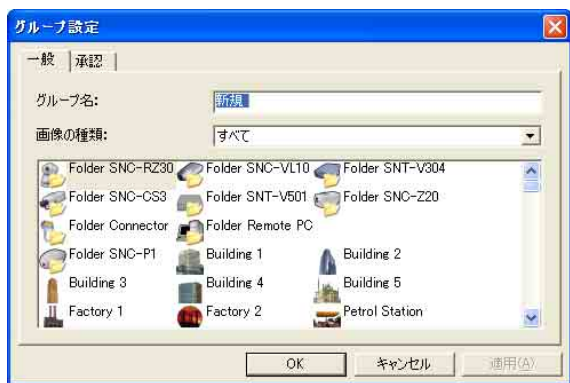 グループ設定
一般 承認
グループ名: 新規
画像の種類: すべて
Folder SNC-RZ30 Folder SNC-VL10 Folder SNT-V304
Folder SNC-CS3 Folder SNT-V501 Folder SNC-Z20
Folder Connector Folder Remote PC
Folder SNC-P1 Building 1 Building 2
Building 3 Building 4 Building 5
Factory 1 Factory 2 Petrol Station
OK キャンセル 適用(A)